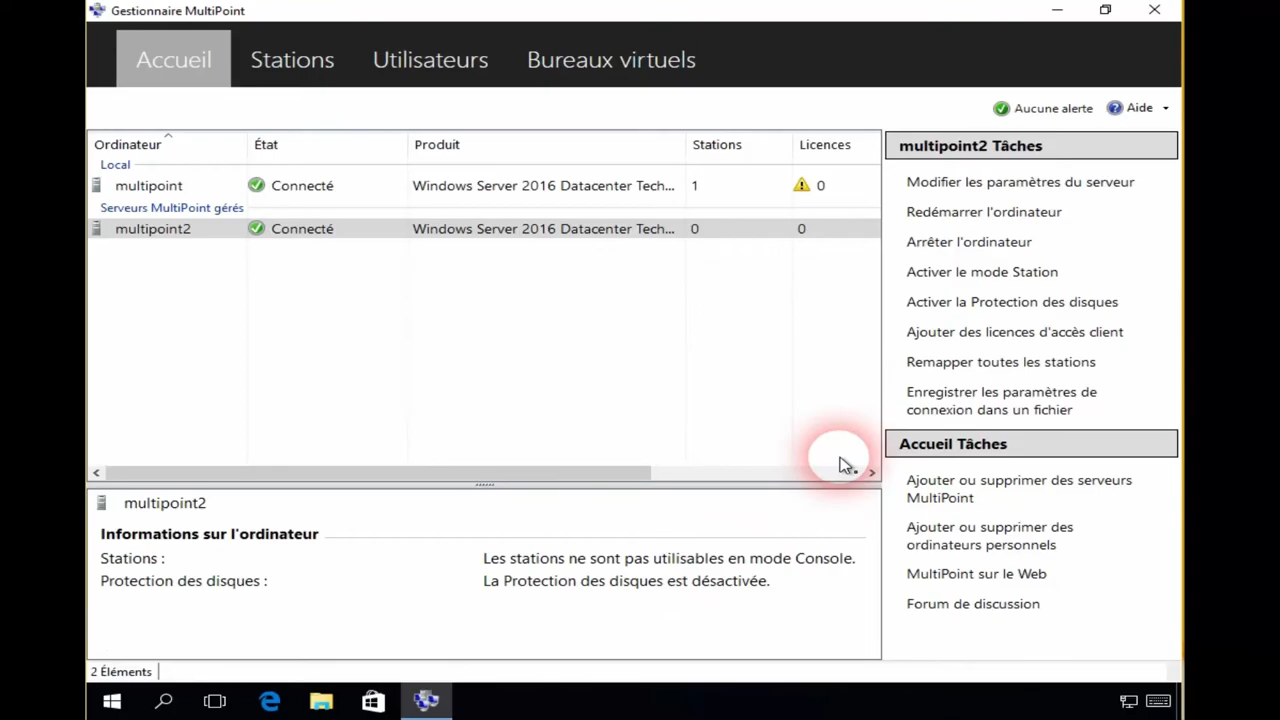 Gestionnaire MultiPoint
Accueil Stations Utilisateurs Bureaux virtuels
Aucune alerte Aide
Ordinateur État Produit Stations Licences
Local
multipoint Connecté Windows Server 2016 Datacenter Tech... 1 0
Serveurs MultiPoint gérés
multipoint2 Connecté Windows Server 2016 Datacenter Tech... 0 0
multipoint2 Tâches
Modifier les paramètres du serveur
Redémarrer l'ordinateur
Arrêter l'ordinateur
Activer le mode Station
Activer la Protection des disques
Ajouter des licences d'accès client
Remapper toutes les stations
Enregistrer les paramètres de
connexion dans un fichier
Accueil Tâches
Ajouter ou supprimer des serveurs
MultiPoint
Ajouter ou supprimer des
ordinateurs personnels
MultiPoint sur le Web
Forum de discussion
multipoint2
Informations sur l'ordinateur
Stations : Les stations ne sont pas utilisables en mode Console.
Protection des disques : La Protection des disques est désactivée.
2 Éléments